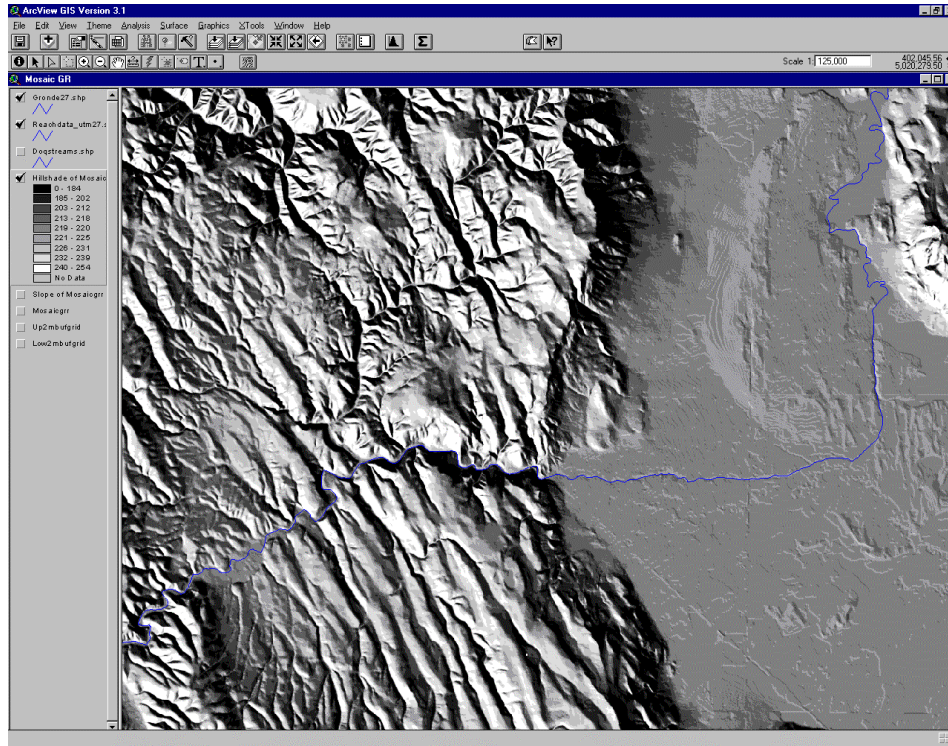 ArcView GIS Version 3.1
File Edit View Theme Analysis Surface Graphics XTools Window Help
Scale 1: 125,000
402,045.56
5,020,279.50
Mosaic GR
Gronde27.shp
Reachdata_utm27.s
Dogstreams.shp
Hillshade of Mosaic
0 - 184
185 - 202
203 - 212
213 - 218
219 - 220
221 - 225
226 - 231
232 - 239
240 - 254
No Data
Slope of Mosaicgrr
Mosaicgrr
Up2mbufgrid
Low2mbufgrid